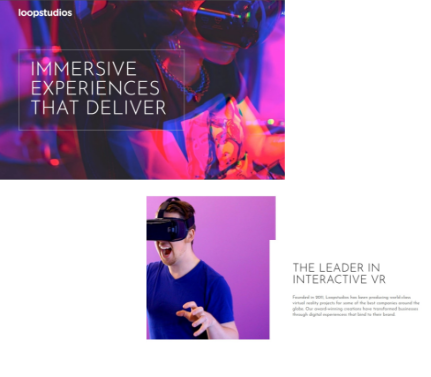 loopstudios
IMMERSIVE
EXPERIENCES
THAT DELIVER
THE LEADER IN
INTERACTIVE VR
Founded in 2011, Loopstudios has been producing world-class
virtual reality projects for some of the best companies around the
globe. Our award-winning creations have transformed businesses
through digital experiences that bind to their brand.